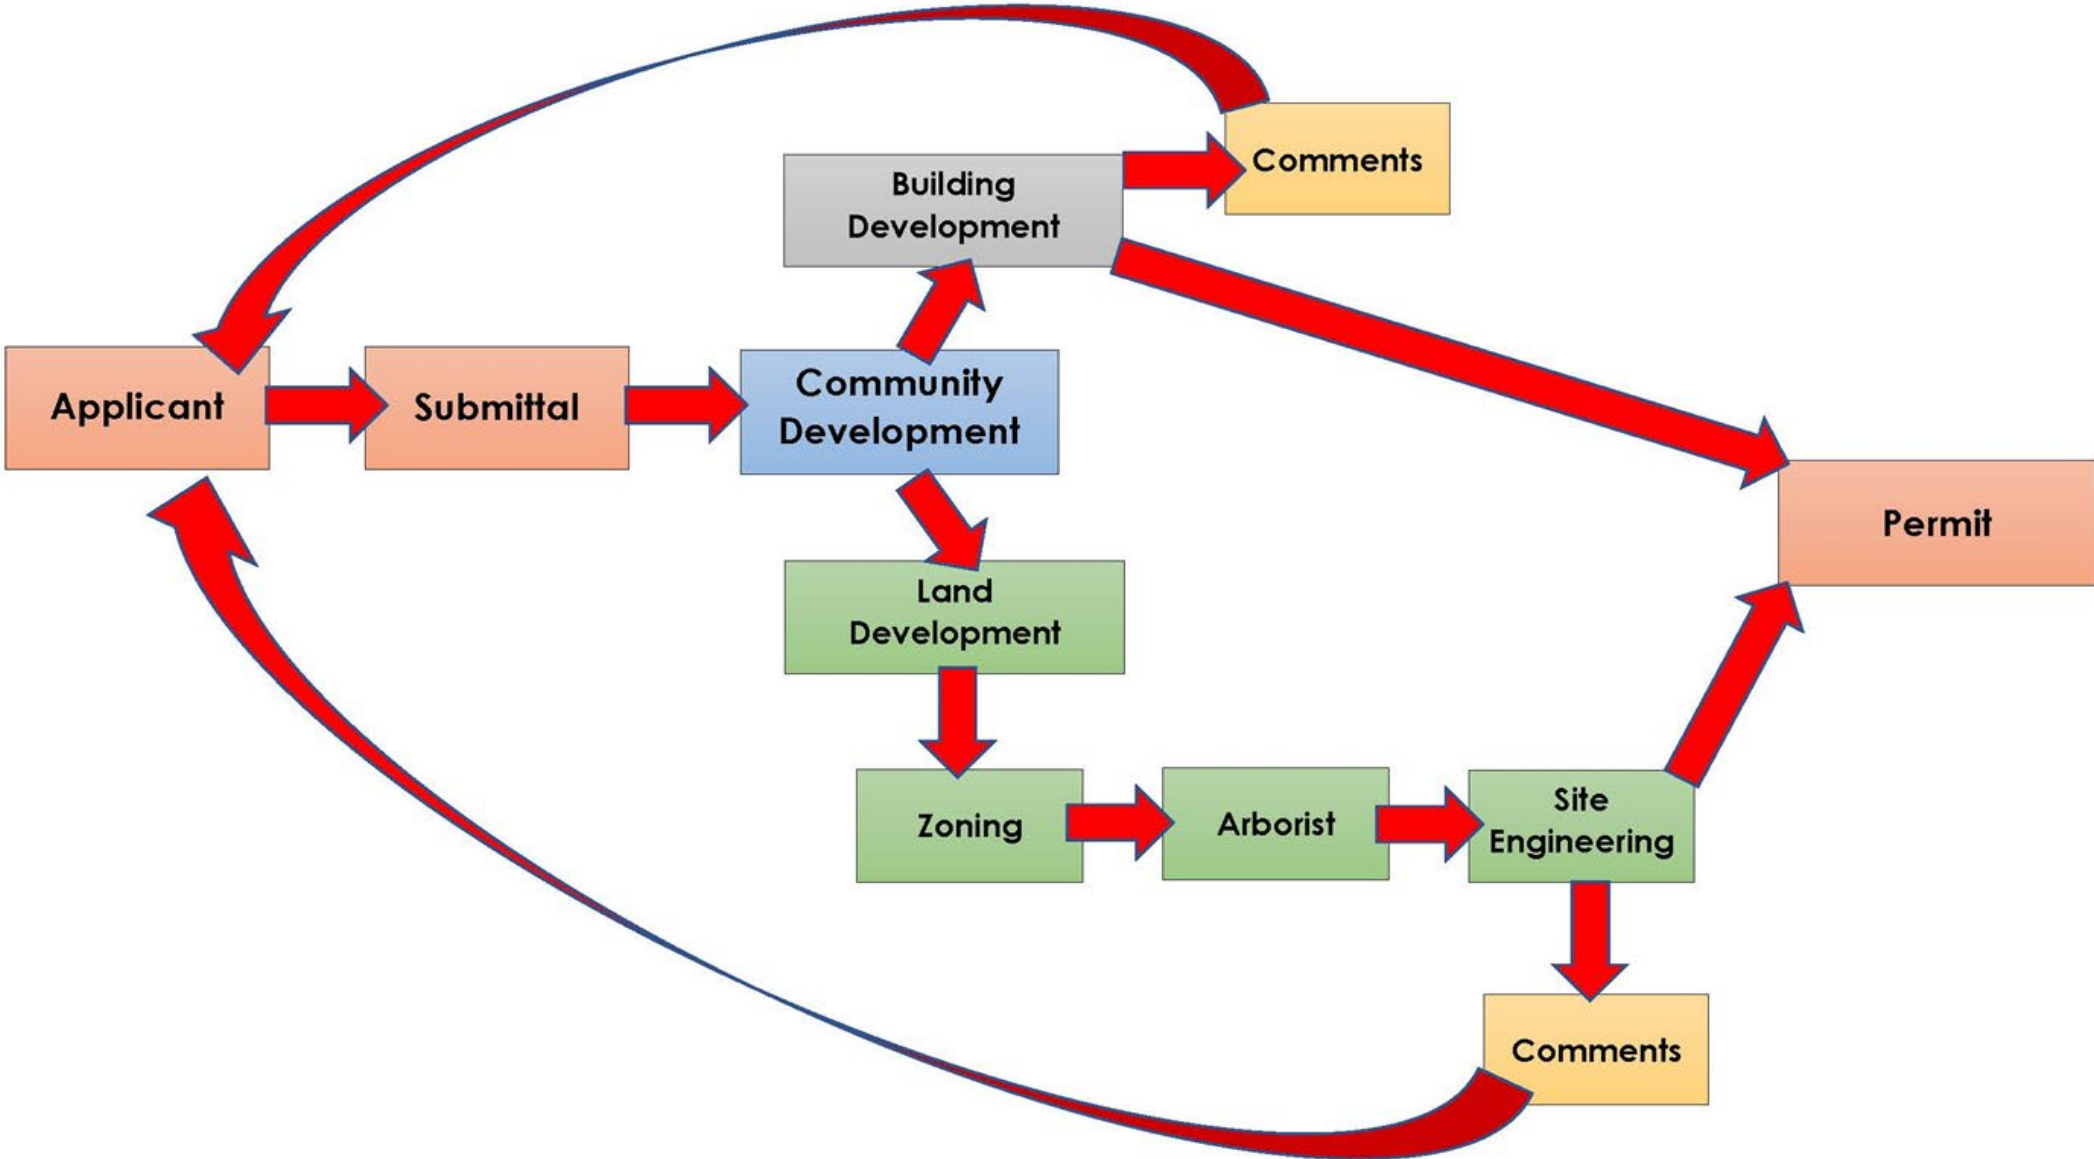 Comments
Building
Development
Applicant
Submittal
Community
Development
Permit
Land
Development
Zoning
Arborist
Site
Engineering
Comments